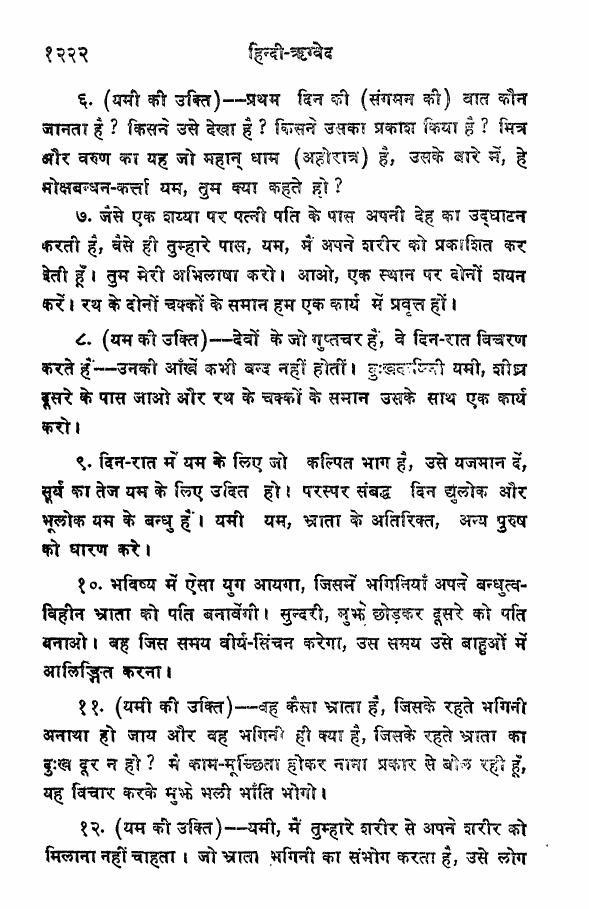 १२२२ हिन्दी-ऋग्वेद
६. (यमी की उक्ति)--प्रथम दिन की (संगमन की) बात कौन
जानता है ? किसने उसे देखा है ? किसने उसका प्रकाश किया है ? मित्र
और वरुण का यह जो महान् धाम (अहोरात्र) है, उसके बारे में, हे
मोक्षबन्धन-कर्त्ता यम, तुम क्या कहते हो ?
७. जैसे एक शय्या पर पत्नी पति के पास अपनी देह का उद्घाटन
करती है, वैसे ही तुम्हारे पास, यम, मैं अपने शरीर को प्रकाशित कर
देती हूँ। तुम मेरी अभिलाषा करो। आओ, एक स्थान पर दोनों शयन
करें। रथ के दोनों चक्कों के समान हम एक कार्य में प्रवृत्त हों।
८. (यम की उक्ति)--देवों के जो गुप्तचर हैं, वे दिन-रात विचरण
करते हैं--उनकी आँखें कभी बन्द नहीं होतीं। दुःखदायिनी यमी, शीघ्र
दूसरे के पास जाओ और रथ के चक्कों के समान उसके साथ एक कार्य
करो।
९. दिन-रात में यम के लिए जो कल्पित भाग है, उसे यजमान दें,
सूर्य का तेज यम के लिए उदित हो। परस्पर संबद्ध दिन द्युलोक और
भूलोक यम के बन्धु हैं। यमी यम, भ्राता के अतिरिक्त, अन्य पुरुष
को धारण करे।
१०. भविष्य में ऐसा युग आयगा, जिसमें भगिनियाँ अपने बन्धुत्व-
विहीन भ्राता को पति बनावेंगी। सुन्दरी, मुझे छोड़कर दूसरे को पति
बनाओ। वह जिस समय वीर्य-सिंचन करेगा, उस समय उसे बाहुओं में
आलिङ्गित करना।
११. (यमी की उक्ति)--वह कैसा भ्राता है, जिसके रहते भगिनी
अनाथा हो जाय और वह भगिनी ही क्या है, जिसके रहते भ्राता का
दुःख दूर न हो ? मैं काम-मूर्च्छिता होकर नाना प्रकार से बोल रही हूँ,
यह विचार करके मुझे भली भाँति भोगो।
१२. (यम की उक्ति)--यमी, मैं तुम्हारे शरीर से अपने शरीर को
मिलाना नहीं चाहता। जो भ्राता भगिनी का संभोग करता है, उसे लोग